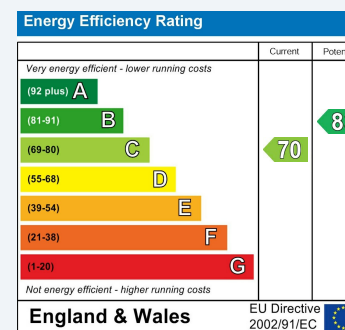 Energy Efficiency Rating
Current
Very energy efficient - lower running costs
(92 plus) A
(81-91) B
(69-80) C
70
(55-68) D
(39-54) E
(21-38) F
(1-20) G
Not energy efficient - higher running costs
England & Wales
EU Directive
2002/91/EC